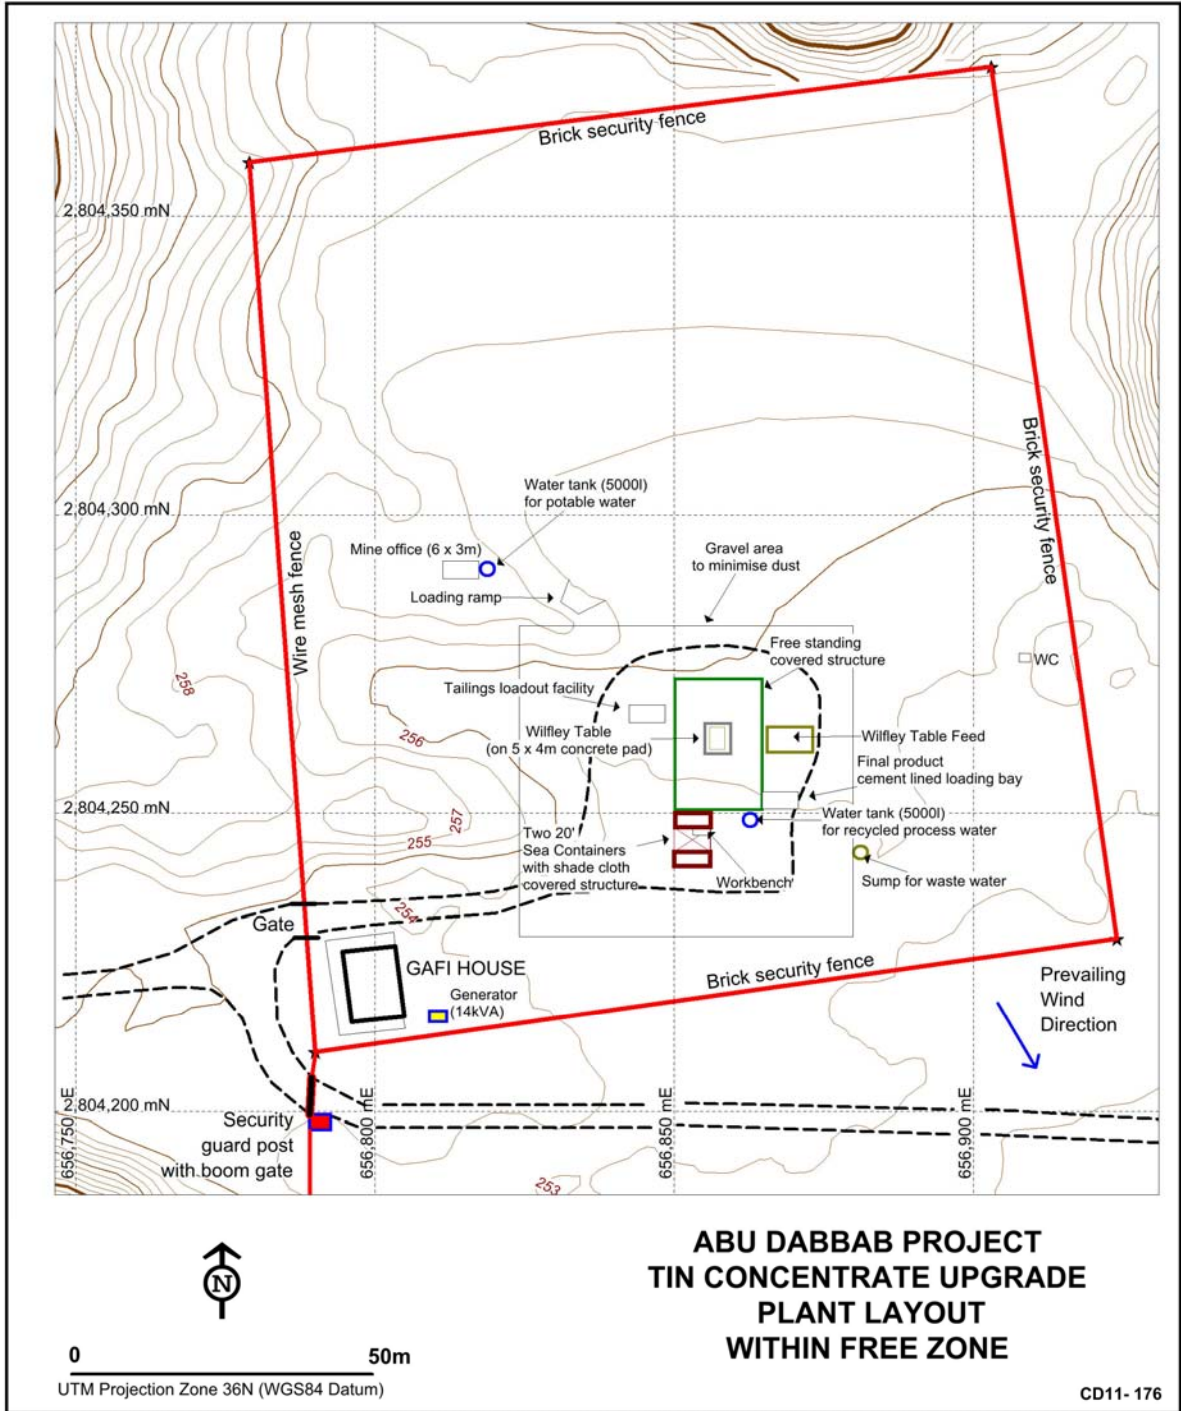 Brick security fence
2,804,350 mN
Brick security fence
Water tank (5000l)
for potable water
2,804,300 mN
Mine office (6 x 3m)
Gravel area
to minimise dust
Wire mesh fence
Loading ramp
Free standing
covered structure
WC
258
Tailings loadout facility
256
Wilfley Table
(on 5 x 4m concrete pad)
Wilfley Table Feed
Final product
cement lined loading bay
2,804,250 mN
257
255
Water tank (5000l)
for recycled process water
Two 20'
Sea Containers
with shade cloth
covered structure
Workbench
Sump for waste water
254
Gate
GAFI HOUSE
Brick security fence
Generator
(14kVA)
Prevailing
Wind
Direction
2,804,200 mN
Security
guard post
with boom gate
656,750 mE
656,800 mE
656,850 mE
656,900 mE
253
N
ABU DABBAB PROJECT
TIN CONCENTRATE UPGRADE
PLANT LAYOUT
WITHIN FREE ZONE
0 50m
UTM Projection Zone 36N (WGS84 Datum)
CD11- 176